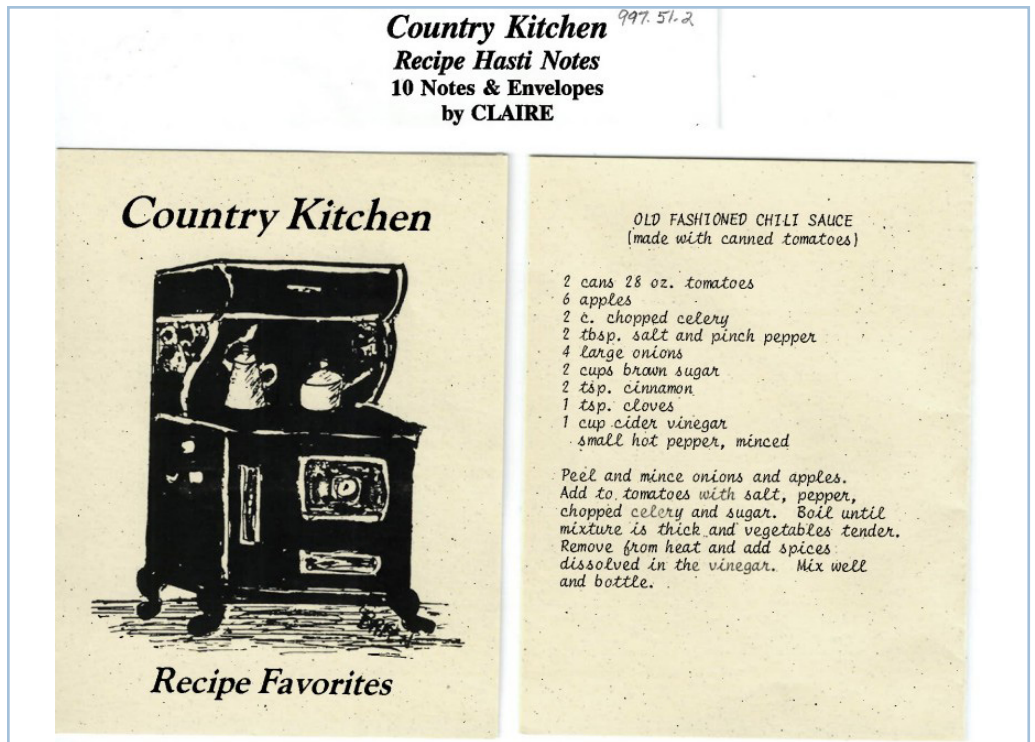 Country Kitchen
997.51.2
Recipe Hasti Notes
10 Notes & Envelopes
by CLAIRE
Country Kitchen
Recipe Favorites
OLD FASHIONED CHILI SAUCE
(made with canned tomatoes)
2 cans 28 oz. tomatoes
6 apples
2 c. chopped celery
2 tbsp. salt and pinch pepper
4 large onions
2 cups brown sugar
2 tsp. cinnamon
1 tsp. cloves
1 cup cider vinegar
small hot pepper, minced
Peel and mince onions and apples.
Add to tomatoes with salt, pepper,
chopped celery and sugar. Boil until
mixture is thick and vegetables tender.
Remove from heat and add spices
dissolved in the vinegar. Mix well
and bottle.